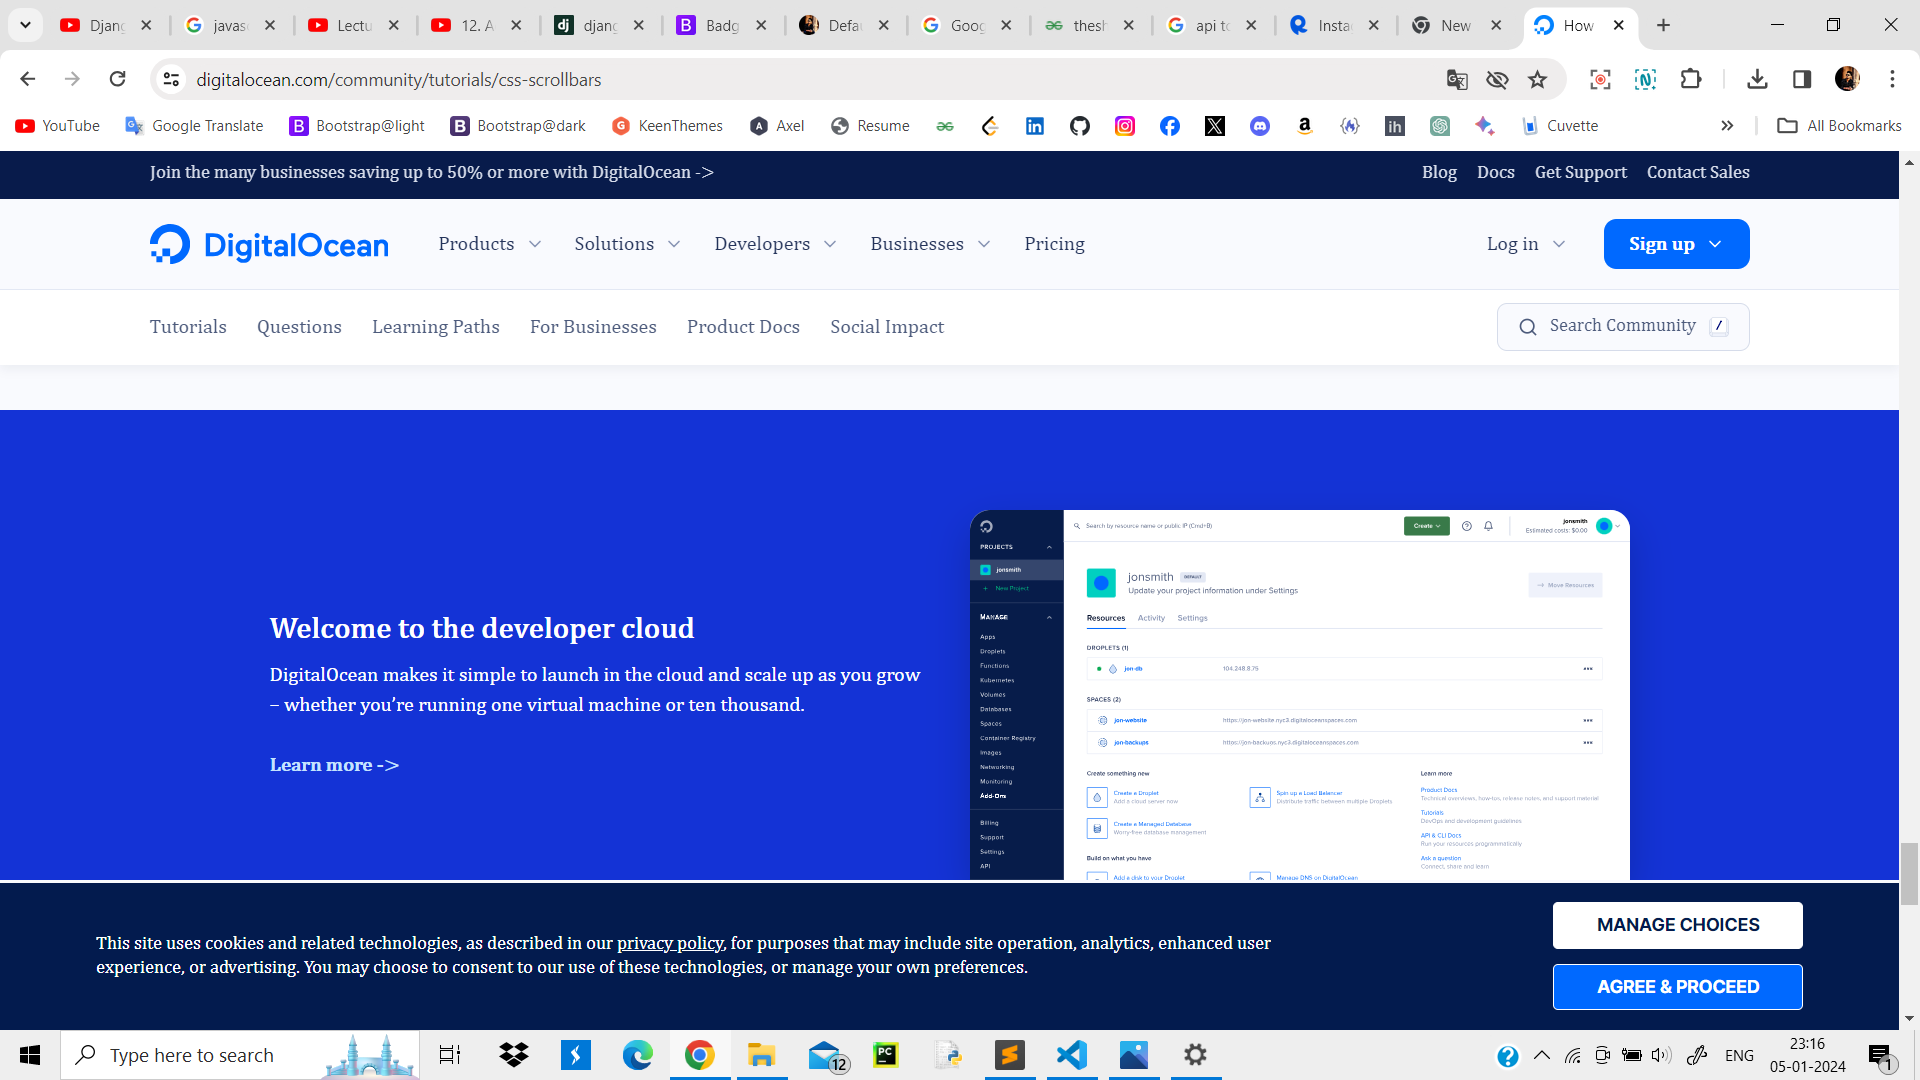 Djang
javas
Lectu
12. A
djang
Badg
Defau
Goog
thesh
api to
Insta
New
How
digitalocean.com/community/tutorials/css-scrollbars
YouTube
Google Translate
Bootstrap@light
Bootstrap@dark
KeenThemes
Axel
Resume
Cuvette
All Bookmarks
Join the many businesses saving up to 50% or more with DigitalOcean ->
Blog
Docs
Get Support
Contact Sales
DigitalOcean
Products
Solutions
Developers
Businesses
Pricing
Log in
Sign up
Tutorials
Questions
Learning Paths
For Businesses
Product Docs
Social Impact
Search Community /
Welcome to the developer cloud
DigitalOcean makes it simple to launch in the cloud and scale up as you grow
– whether you’re running one virtual machine or ten thousand.
Learn more ->
Search by resource name or public IP (Cmd+B)
Create
jonsmith
Estimated costs: $0.00
PROJECTS
jonsmith
+ New Project
MANAGE
Apps
Droplets
Functions
Kubernetes
Volumes
Databases
Spaces
Container Registry
Images
Networking
Monitoring
Add-Ons
Billing
Support
Settings
API
jonsmith DEFAULT
Update your project information under Settings
Move Resources
Resources
Activity
Settings
DROPLETS (1)
jon-db
104.248.8.75
SPACES (2)
jon-website
https://jon-website.nyc3.digitaloceanspaces.com
jon-backups
https://jon-backups.nyc3.digitaloceanspaces.com
Create something new
Create a Droplet
Add a cloud server now
Spin up a Load Balancer
Distribute traffic between multiple Droplets
Create a Managed Database
Worry-free database management
Build on what you have
Add a disk to your Droplet
Manage DNS on DigitalOcean
Learn more
Product Docs
Technical overviews, how-tos, release notes, and support material
Tutorials
DevOps and development guidelines
API & CLI Docs
Run your resources programmatically
Ask a question
Connect, share and learn
This site uses cookies and related technologies, as described in our privacy policy, for purposes that may include site operation, analytics, enhanced user
experience, or advertising. You may choose to consent to our use of these technologies, or manage your own preferences.
MANAGE CHOICES
AGREE & PROCEED
Type here to search
12
PC
ENG
23:16
05-01-2024
1